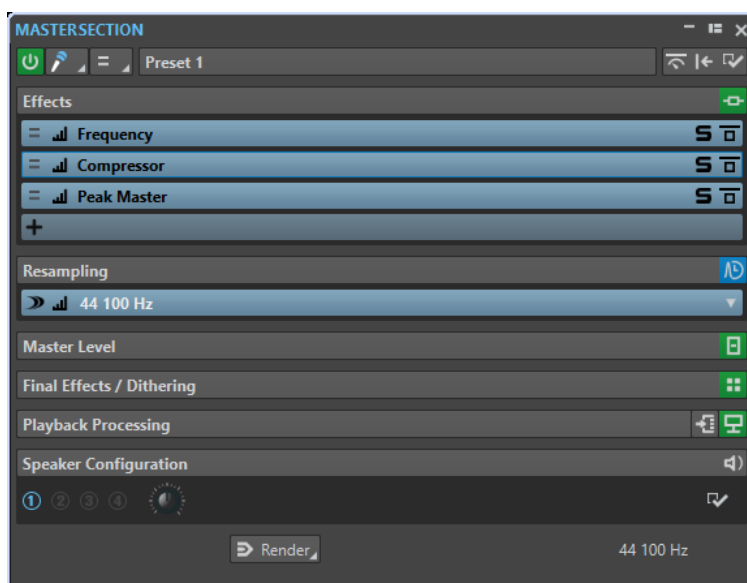 MASTERSECTION
Preset 1
Effects
Frequency S
Compressor S
Peak Master S
Resampling
44 100 Hz
Master Level
Final Effects / Dithering
Playback Processing
Speaker Configuration
1 2 3 4
Render 44 100 Hz